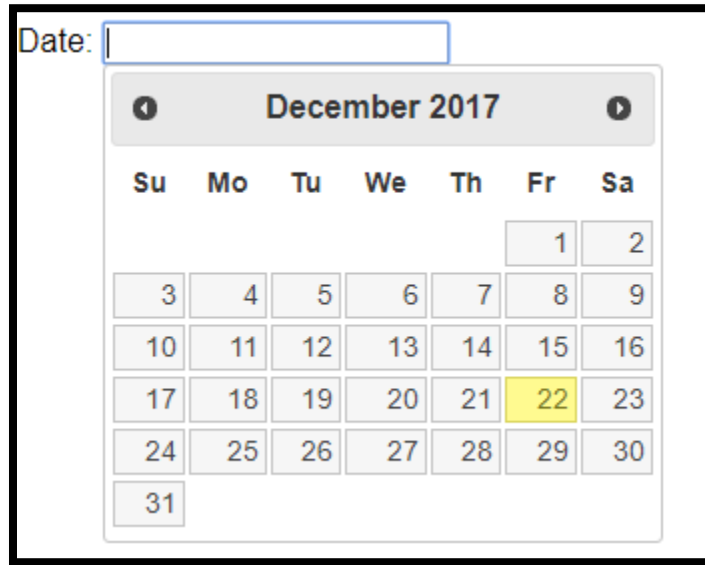 Date:
December 2017
Su Mo Tu We Th Fr Sa
1 2
3 4 5 6 7 8 9
10 11 12 13 14 15 16
17 18 19 20 21 22 23
24 25 26 27 28 29 30
31